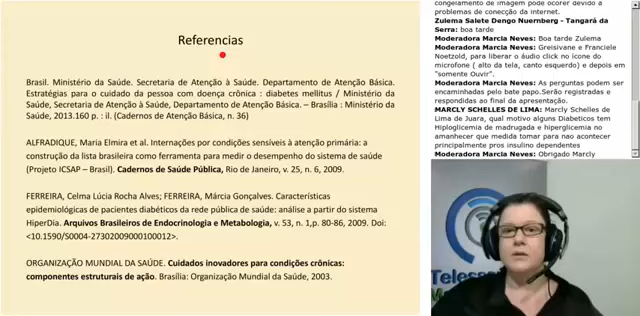 Referencias
Brasil. Ministério da Saúde. Secretaria de Atenção à Saúde. Departamento de Atenção Básica.
Estratégias para o cuidado da pessoa com doença crônica : diabetes mellitus / Ministério da
Saúde, Secretaria de Atenção à Saúde, Departamento de Atenção Básica. – Brasília : Ministério da
Saúde, 2013.160 p. : il. (Cadernos de Atenção Básica, n. 36)
ALFRADIQUE, Maria Elmira et al. Internações por condições sensíveis à atenção primária: a
construção da lista brasileira como ferramenta para medir o desempenho do sistema de saúde
(Projeto ICSAP – Brasil). Cadernos de Saúde Pública, Rio de Janeiro, v. 25, n. 6, 2009.
FERREIRA, Celma Lúcia Rocha Alves; FERREIRA, Márcia Gonçalves. Características
epidemiológicas de pacientes diabéticos da rede pública de saúde: análise a partir do sistema
HiperDia. Arquivos Brasileiros de Endocrinologia e Metabologia, v. 53, n. 1,p. 80-86, 2009. Doi:
<10.1590/S0004-27302009000100012>.
ORGANIZAÇÃO MUNDIAL DA SAÚDE. Cuidados inovadores para condições crônicas:
componentes estruturais de ação. Brasília: Organização Mundial da Saúde, 2003.
congelamento de imagem pode ocorer devido a
problemas de conecção da internet.
Zulema Salete Dengo Nuernberg - Tangará da
Serra: boa tarde
Moderadora Marcia Neves: Boa tarde Zulema
Moderadora Marcia Neves: Greisivane e Franciele
Noetzold, para liberar o áudio click no ícone do
microfone ( alto da tela, canto esquerdo) e depois em
"somente Ouvir".
Moderadora Marcia Neves: As perguntas podem ser
encaminhadas pelo bate papo.Serão registradas e
respondidas ao final da apresentação.
MARCLY SCHELLES DE LIMA: Marcly Schelles de
Lima de Juara, qual motivo alguns Diabeticos tem
Hiploglicemia de madrugada e hiperglicemia no
amanhecer que medida tomar para nao acontecer
principalmente pros insulino dependentes
Moderadora Marcia Neves: Obrigado Marcly